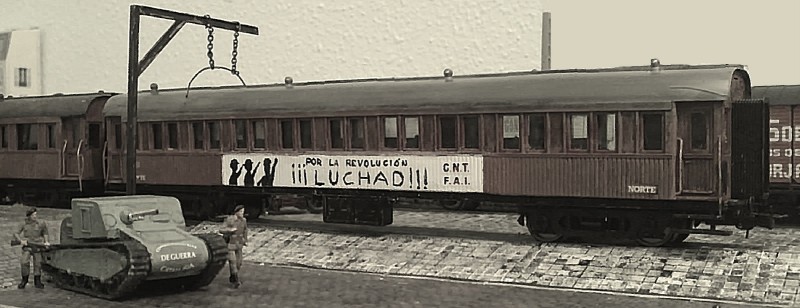 POR LA REVOLUCIÓN
¡¡¡LUCHAD!!!
C.N.T.
F.A.I.
NORTE
DE GUERRA